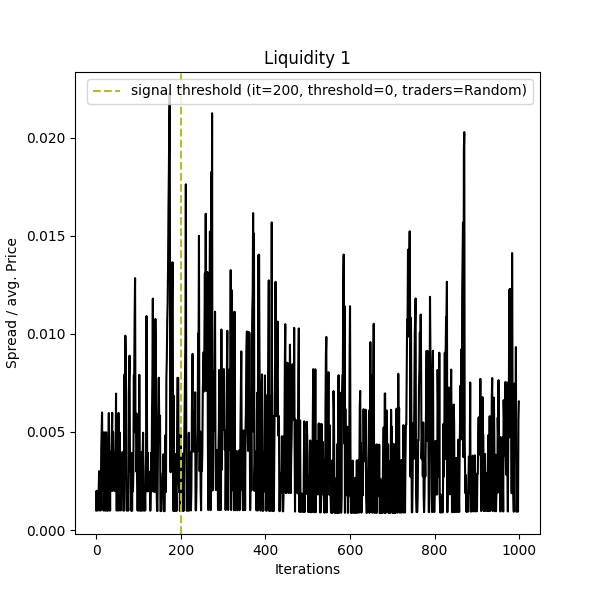 Liquidity 1
signal threshold (it=200, threshold=0, traders=Random)
0.020
0.015
0.010
0.005
0.000
Spread / avg. Price
0 200 400 600 800 1000
Iterations